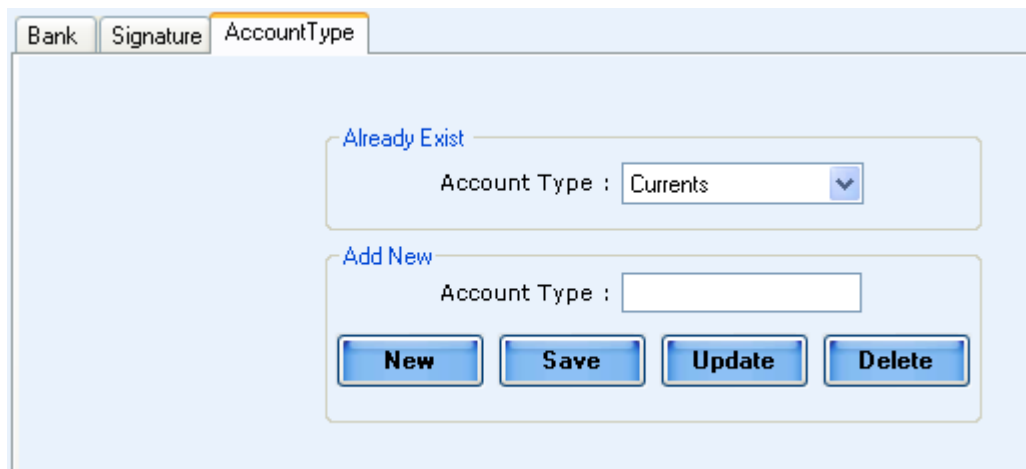 Bank Signature AccountType
Already Exist
Account Type : Currents
Add New
Account Type :
New Save Update Delete